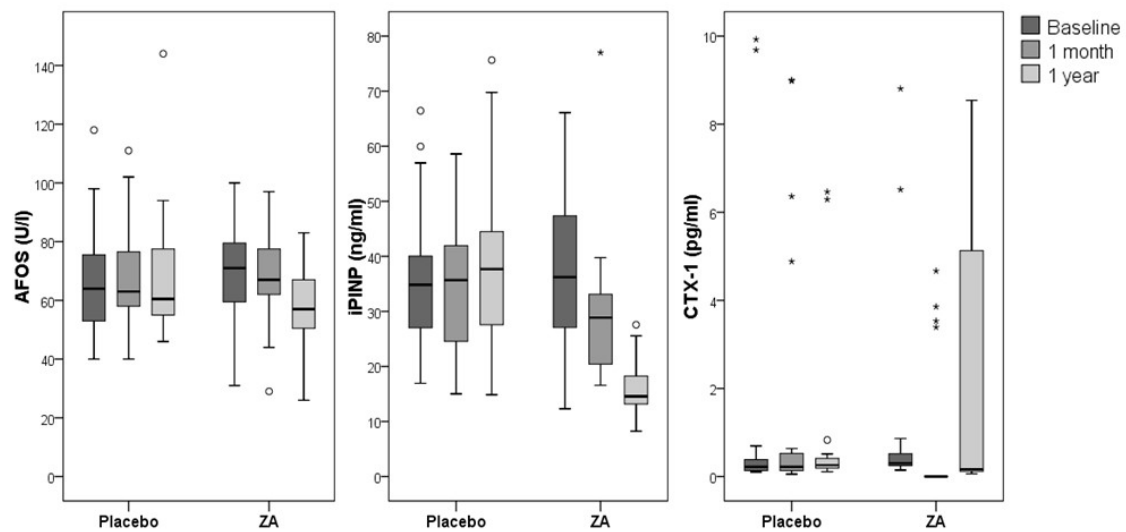 Baseline
1 month
1 year
AFOS (U/l)
140
120
100
80
60
40
20
0
Placebo
ZA
iPINP (ng/ml)
80
70
60
50
40
30
20
10
0
Placebo
ZA
CTX-1 (pg/ml)
10
8
6
4
2
0
Placebo
ZA